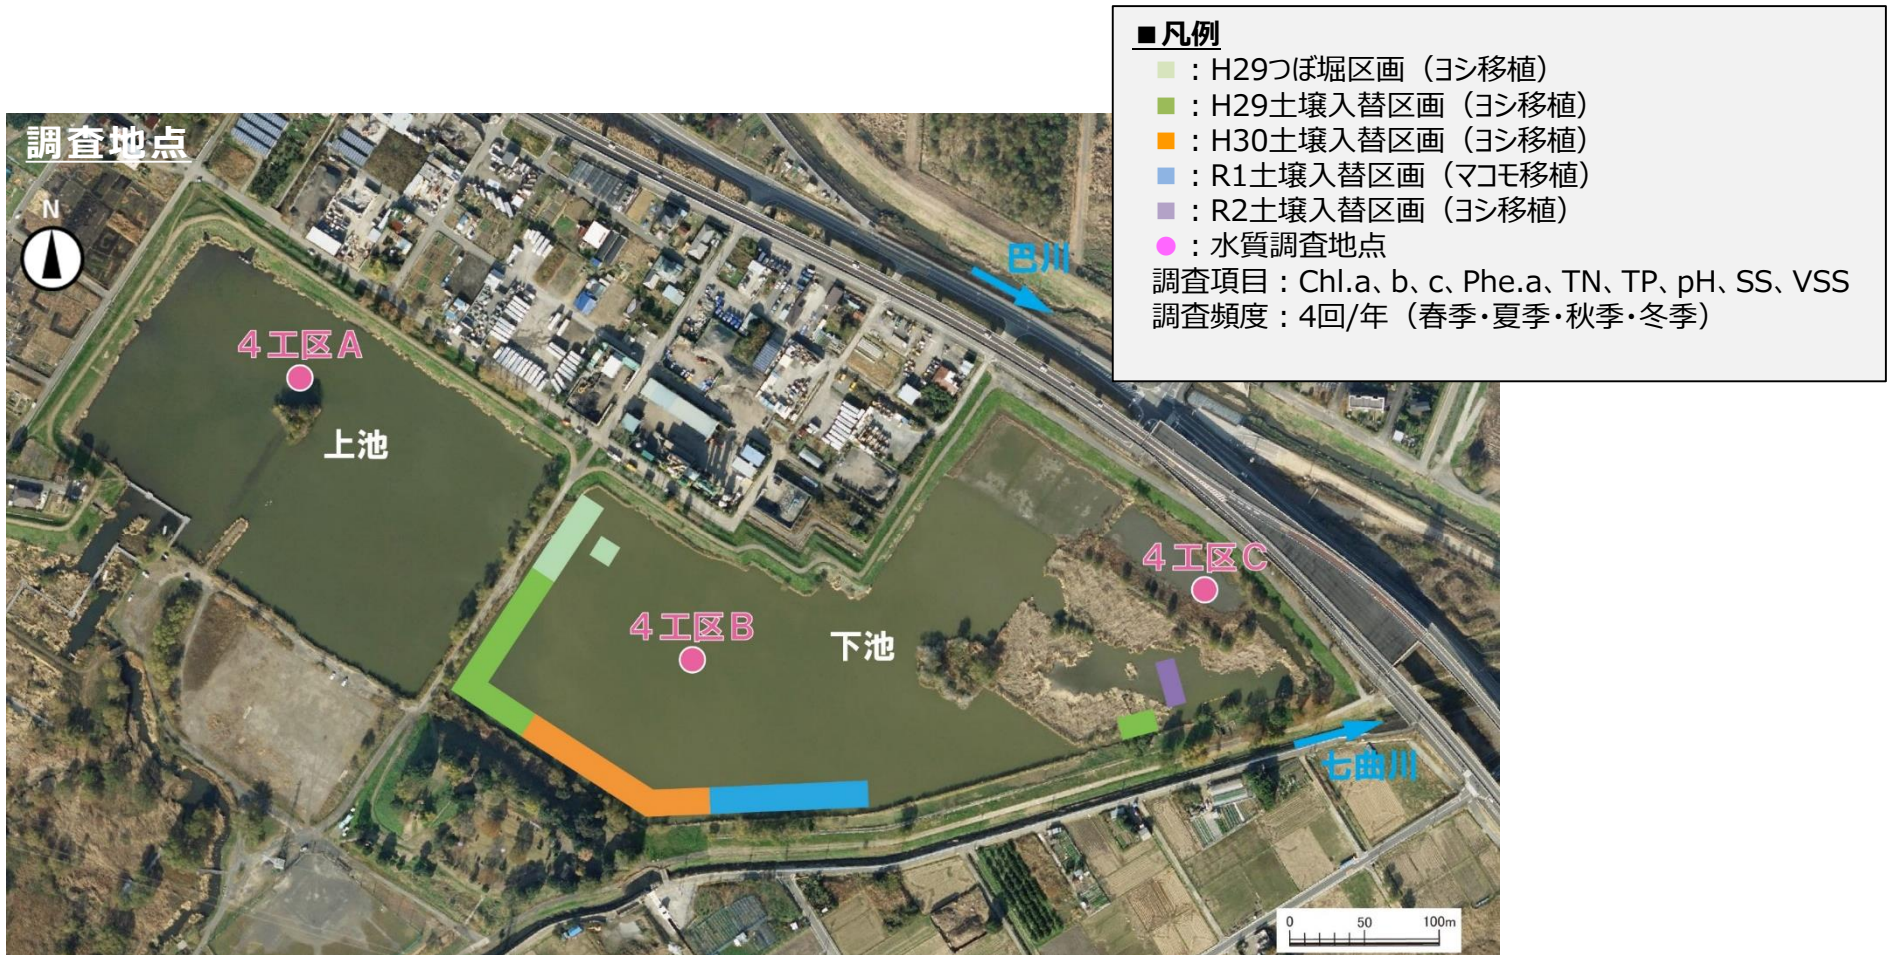 ■凡例
：H29つぼ堀区画（ヨシ移植）
：H29土壌入替区画（ヨシ移植）
：H30土壌入替区画（ヨシ移植）
：R1土壌入替区画（マコモ移植）
：R2土壌入替区画（ヨシ移植）
：水質調査地点
調査項目：Chl.a、b、c、Phe.a、TN、TP、pH、SS、VSS
調査頻度：4回/年（春季・夏季・秋季・冬季）
調査地点
N
巴川
４工区Ａ
上池
４工区Ｃ
４工区Ｂ
下池
七曲川
0 50 100m